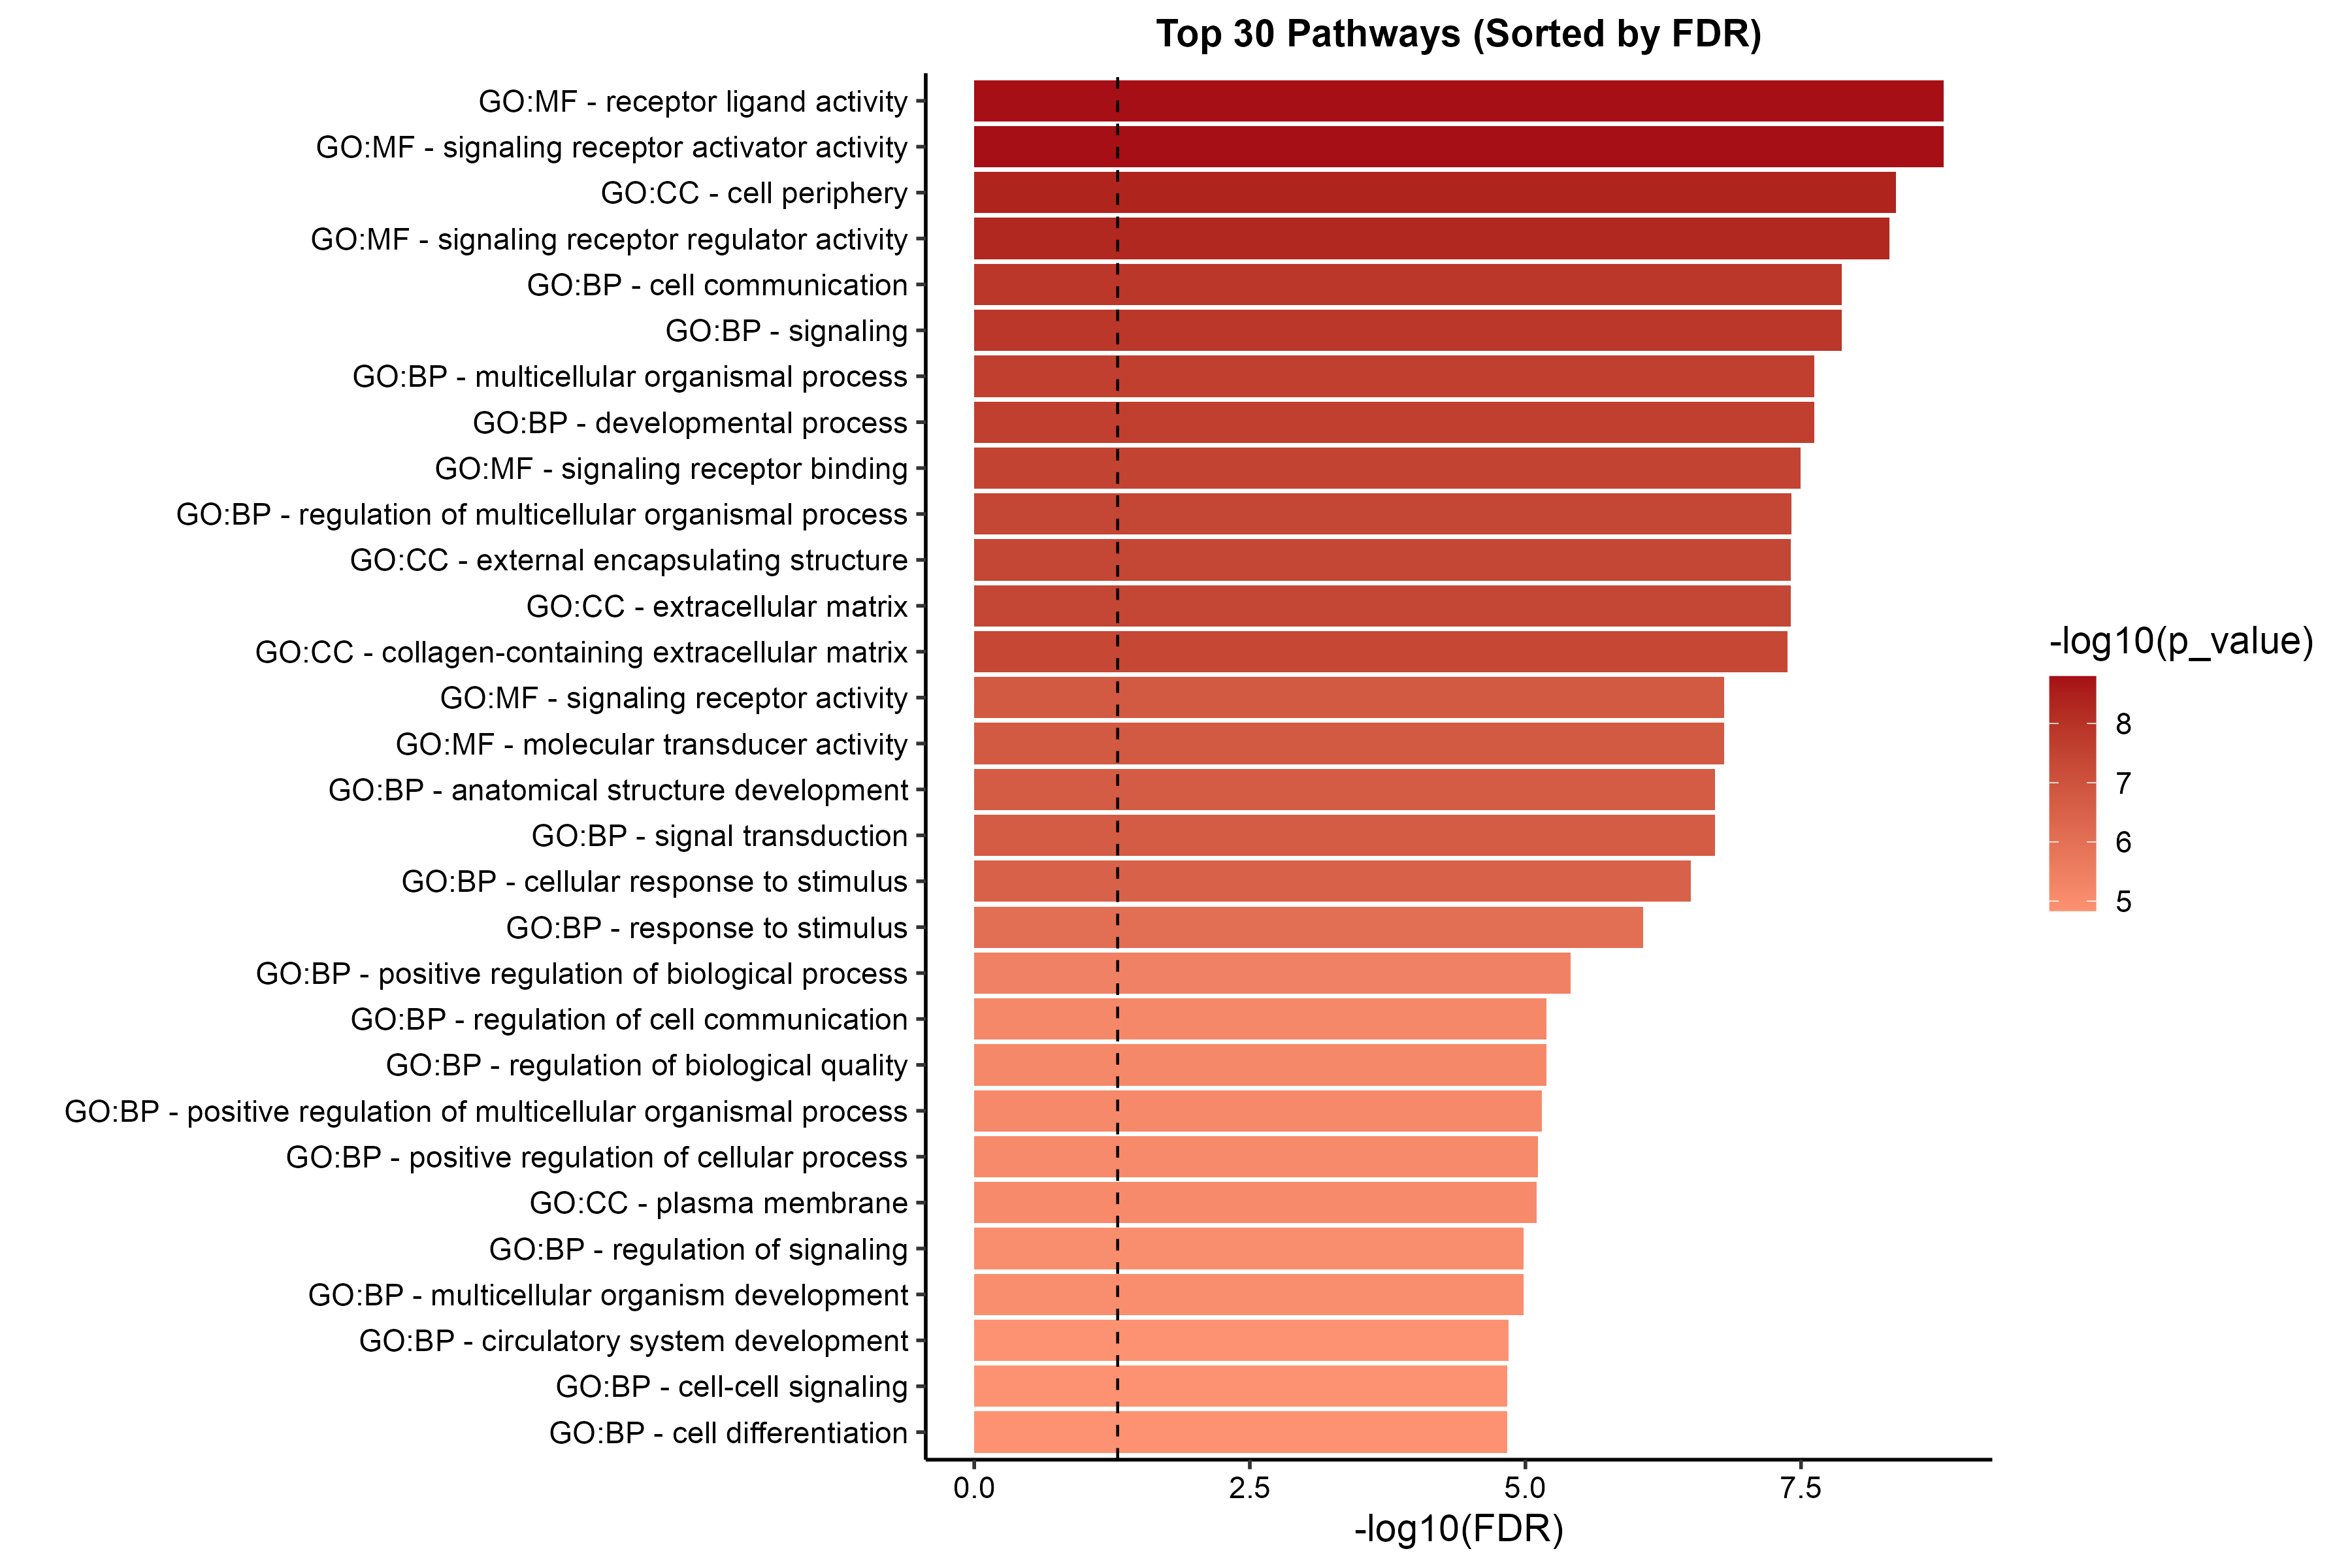 Top 30 Pathways (Sorted by FDR)
GO:MF - receptor ligand activity
GO:MF - signaling receptor activator activity
GO:CC - cell periphery
GO:MF - signaling receptor regulator activity
GO:BP - cell communication
GO:BP - signaling
GO:BP - multicellular organismal process
GO:BP - developmental process
GO:MF - signaling receptor binding
GO:BP - regulation of multicellular organismal process
GO:CC - external encapsulating structure
GO:CC - extracellular matrix
GO:CC - collagen-containing extracellular matrix
GO:MF - signaling receptor activity
GO:MF - molecular transducer activity
GO:BP - anatomical structure development
GO:BP - signal transduction
GO:BP - cellular response to stimulus
GO:BP - response to stimulus
GO:BP - positive regulation of biological process
GO:BP - regulation of cell communication
GO:BP - regulation of biological quality
GO:BP - positive regulation of multicellular organismal process
GO:BP - positive regulation of cellular process
GO:CC - plasma membrane
GO:BP - regulation of signaling
GO:BP - multicellular organism development
GO:BP - circulatory system development
GO:BP - cell-cell signaling
GO:BP - cell differentiation
0.0 2.5 5.0 7.5
-log10(FDR)
-log10(p_value)
8
7
6
5